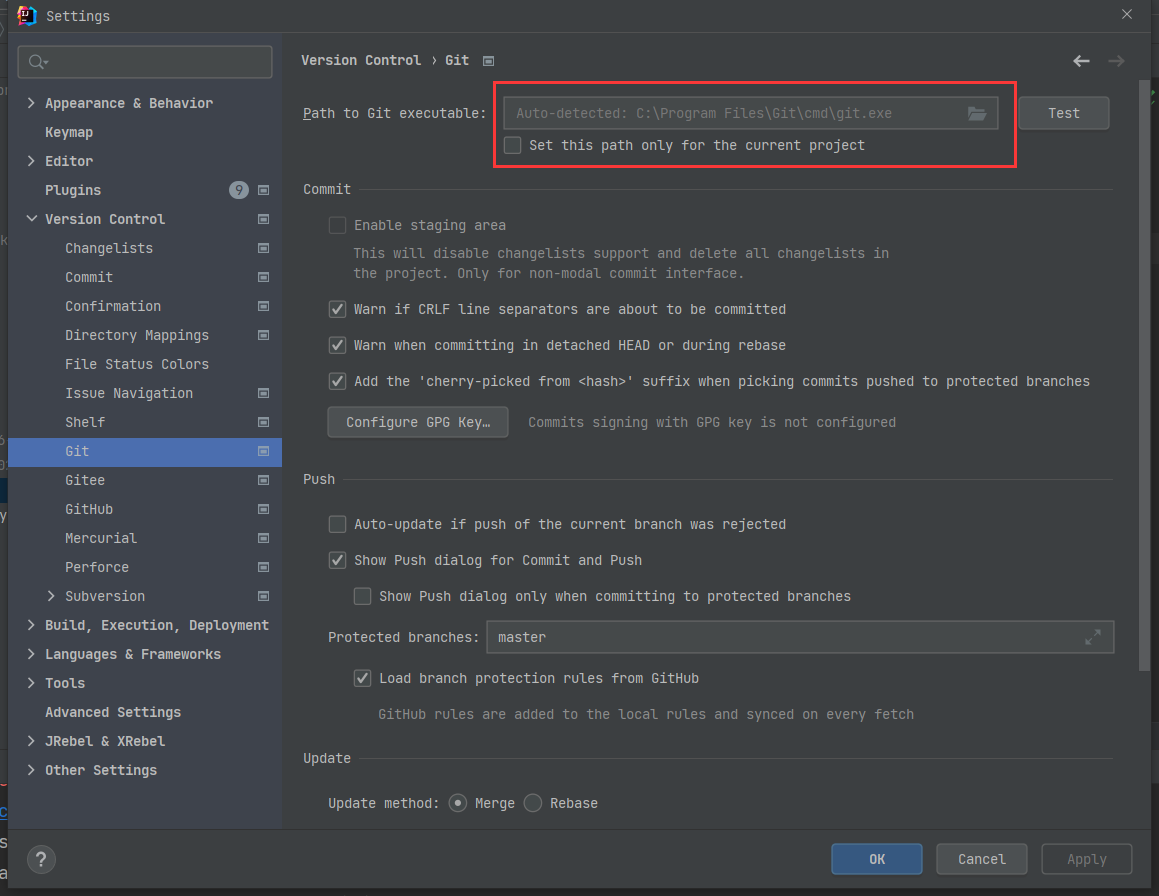 Settings
Version Control › Git
Path to Git executable:
Auto-detected: C:\Program Files\Git\cmd\git.exe
Test
Set this path only for the current project
Appearance & Behavior
Keymap
Editor
Plugins 9
Version Control
Changelists
Commit
Confirmation
Directory Mappings
File Status Colors
Issue Navigation
Shelf
Git
Gitee
GitHub
Mercurial
Perforce
Subversion
Build, Execution, Deployment
Languages & Frameworks
Tools
Advanced Settings
JRebel & XRebel
Other Settings
Commit
Enable staging area
This will disable changelists support and delete all changelists in
the project. Only for non-modal commit interface.
Warn if CRLF line separators are about to be committed
Warn when committing in detached HEAD or during rebase
Add the 'cherry-picked from <hash>' suffix when picking commits pushed to protected branches
Configure GPG Key… Commits signing with GPG key is not configured
Push
Auto-update if push of the current branch was rejected
Show Push dialog for Commit and Push
Show Push dialog only when committing to protected branches
Protected branches: master
Load branch protection rules from GitHub
GitHub rules are added to the local rules and synced on every fetch
Update
Update method: Merge Rebase
?
OK Cancel Apply